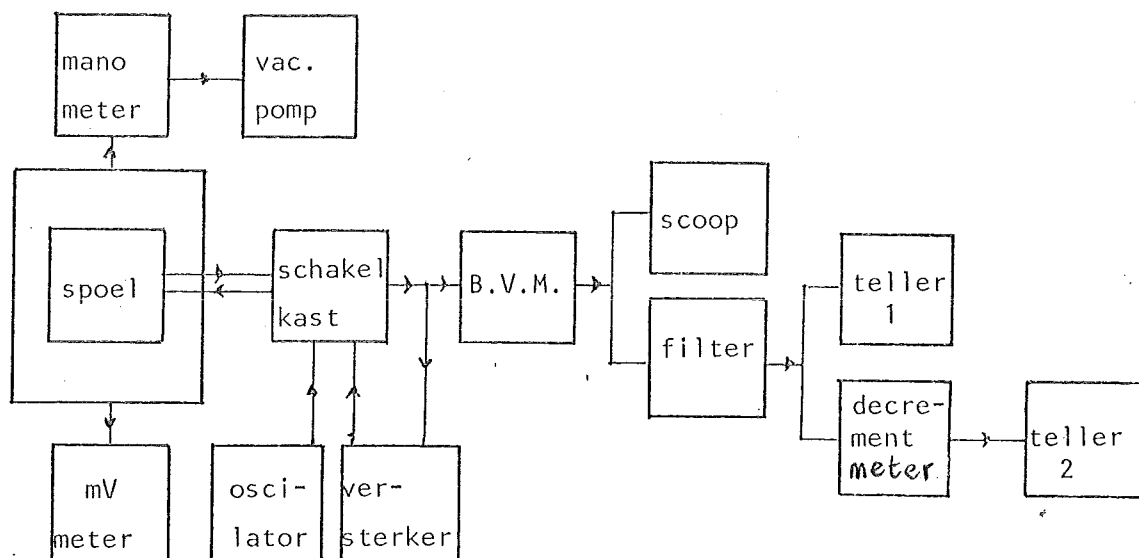 mano
meter
vac.
pomp
spoel
schakel
kast
B.V.M.
scoop
filter
teller
1
decre-
ment
meter
teller
2
mV
meter
osci-
lator
ver-
sterker